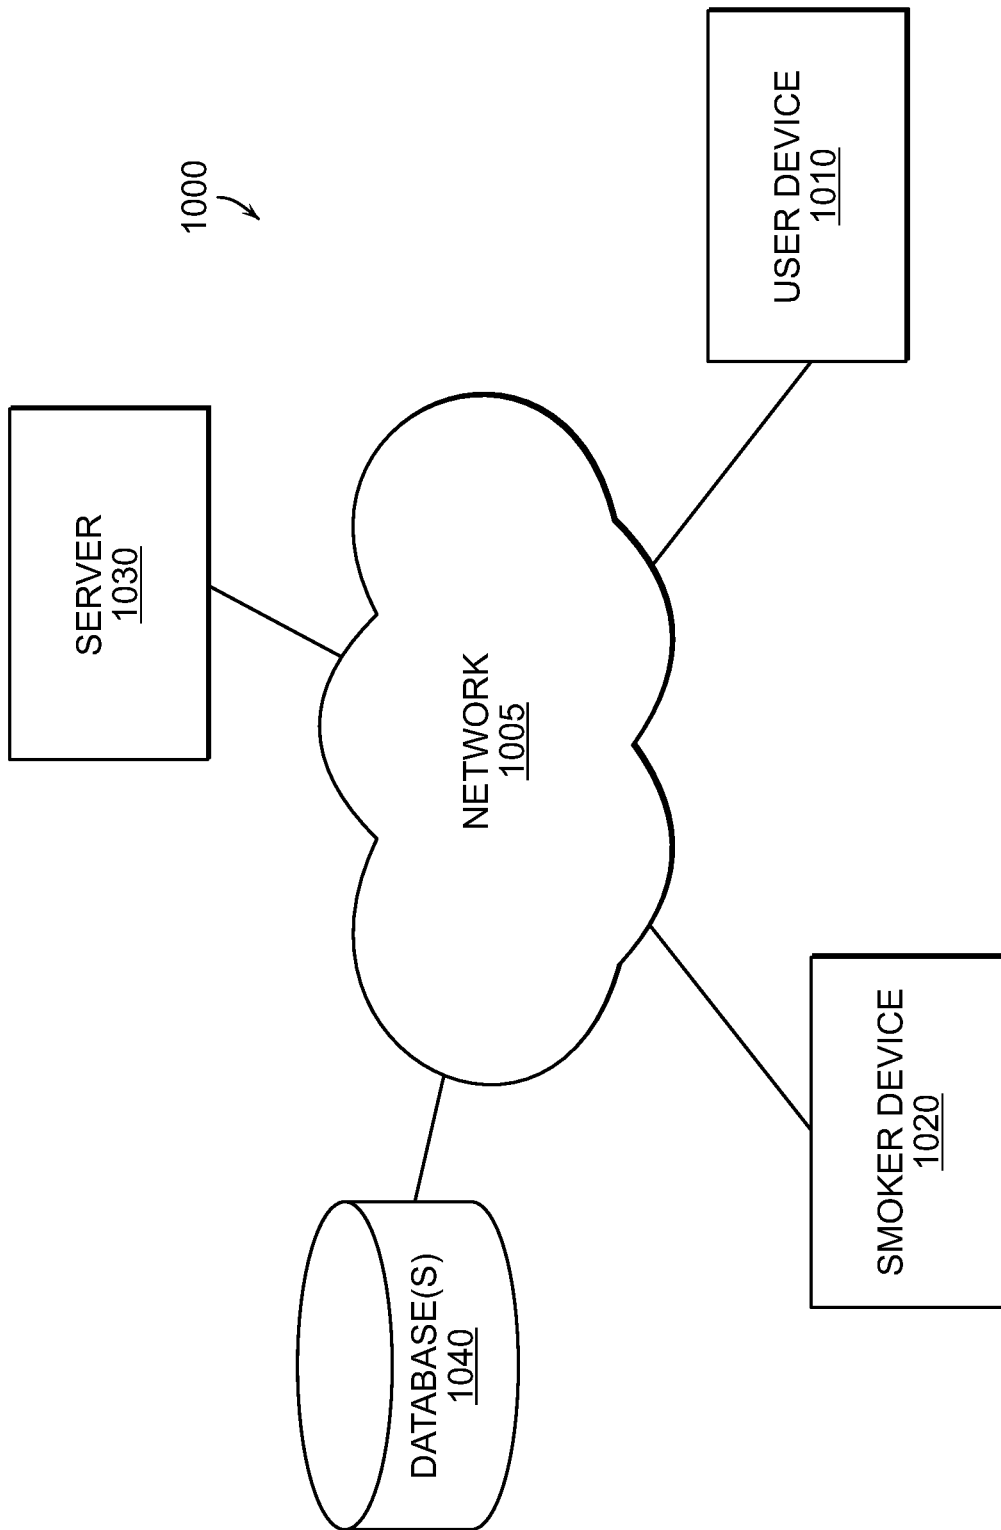 1000
SERVER
1030
NETWORK
1005
DATABASE(S)
1040
SMOKER DEVICE
1020
USER DEVICE
1010